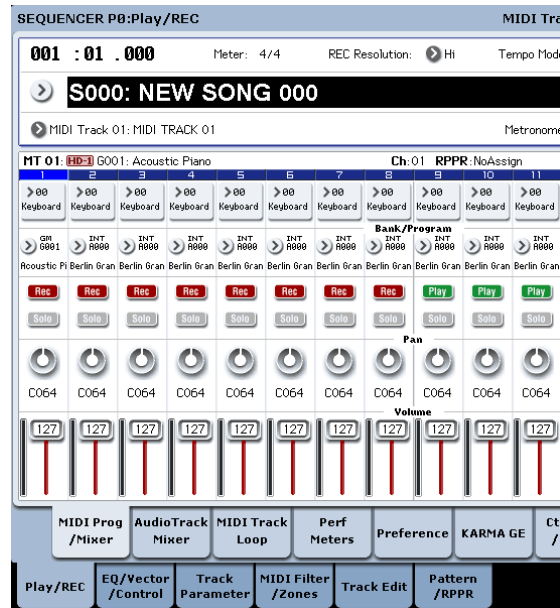 SEQUENCER P0:Play/REC MIDI Tra
001 :01 .000 Meter: 4/4 REC Resolution: Hi Tempo Mode
S000: NEW SONG 000
MIDI Track 01: MIDI TRACK 01 Metronome
MT 01: HD-1 G001: Acoustic Piano Ch:01 RPPR:NoAssign
1 2 3 4 5 6 7 8 9 10 11
>00 >00 >00 >00 >00 >00 >00 >00 >00 >00 >00
Keyboard Keyboard Keyboard Keyboard Keyboard Keyboard Keyboard Keyboard Keyboard Keyboard Keyboard
Bank/Program
GM INT INT INT INT INT INT INT INT INT INT
G001 A000 A000 A000 A000 A000 A000 A000 A000 A000 A000
Acoustic Pi Berlin Gran Berlin Gran Berlin Gran Berlin Gran Berlin Gran Berlin Gran Berlin Gran Berlin Gran Berlin Gran Berlin Gran
Rec Rec Rec Rec Rec Rec Rec Rec Play Play Play
Solo Solo Solo Solo Solo Solo Solo Solo Solo Solo Solo
Pan
C064 C064 C064 C064 C064 C064 C064 C064 C064 C064 C064
Volume
127 127 127 127 127 127 127 127 127 127 127
MIDI Prog AudioTrack MIDI Track Perf Preference KARMA GE Ct
/Mixer Mixer Loop Meters /
Play/REC EQ/Vector Track MIDI Filter Track Edit Pattern
/Control Parameter /Zones /RPPR